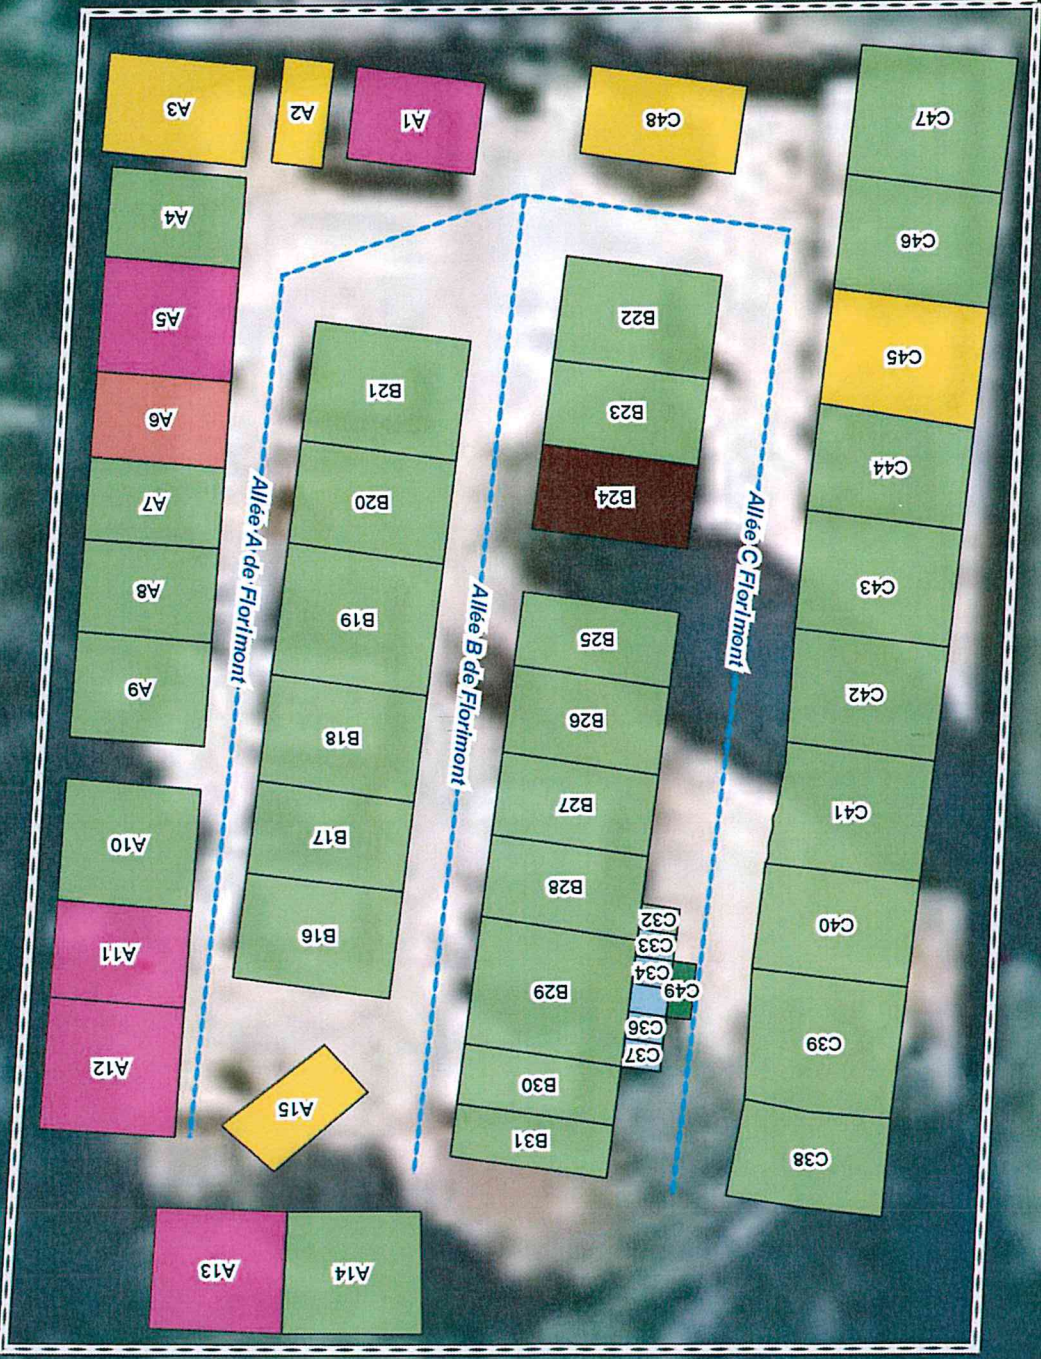 A3
A2
A1
C48
C47
A4
C46
A5
B22
C45
A6
B21
B23
C44
A7
B20
B24
C43
A8
B19
B25
C42
A9
B18
B26
C41
A10
B17
B27
C40
A11
B16
B28
C32
C33
C34
C49
C36
C37
B29
C39
A12
A15
B30
B31
C38
A13
A14
Allée A de Florimont
Allée B de Florimont
Allée C Florimont